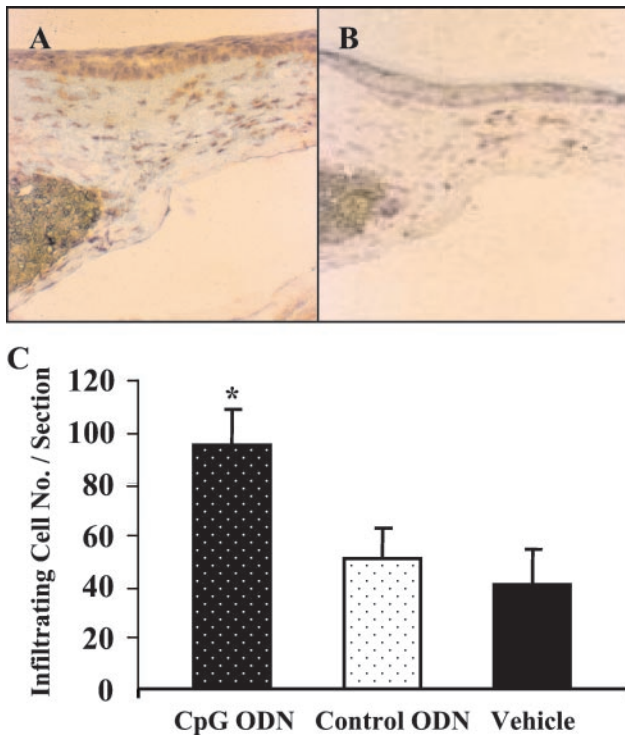 A
B
C
Infiltrating Cell No. / Section
120
100
80
60
40
20
0
*
CpG ODN
Control ODN
Vehicle